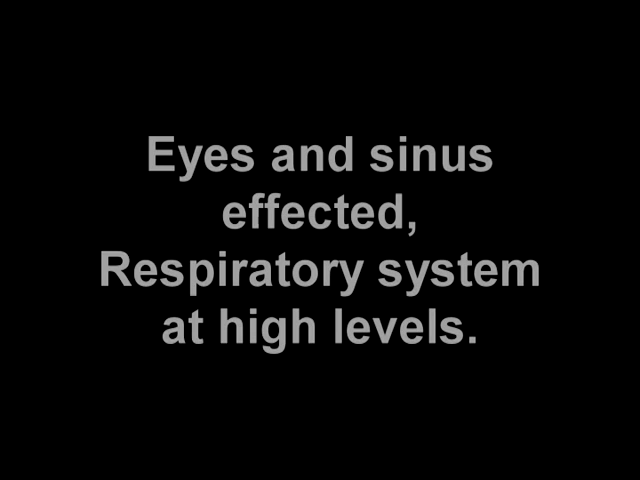 Eyes and sinus
effected,
Respiratory system
at high levels.